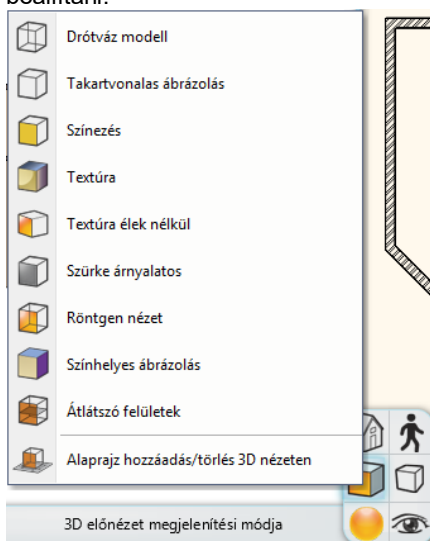 beállítani.
Drótváz modell
Takartvonalas ábrázolás
Színezés
Textúra
Textúra élek nélkül
Szürke árnyalatos
Röntgen nézet
Színhelyes ábrázolás
Átlátszó felületek
Alaprajz hozzáadás/törlés 3D nézeten
3D előnézet megjelenítési módja